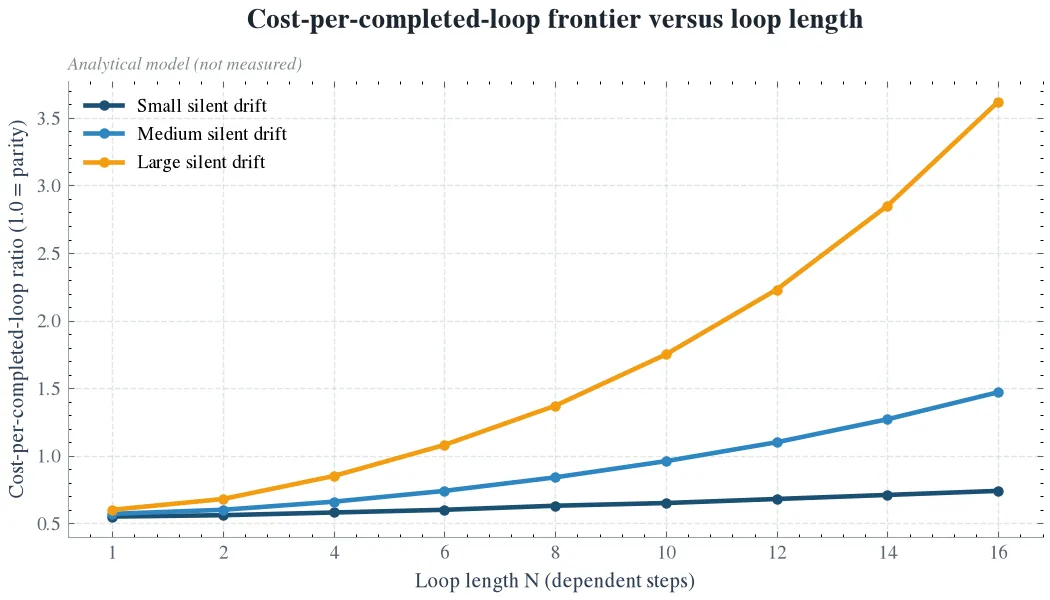 Cost-per-completed-loop frontier versus loop length
Analytical model (not measured)
Small silent drift
Medium silent drift
Large silent drift
Cost-per-completed-loop ratio (1.0 = parity)
3.5
3.0
2.5
2.0
1.5
1.0
0.5
1 2 4 6 8 10 12 14 16
Loop length N (dependent steps)